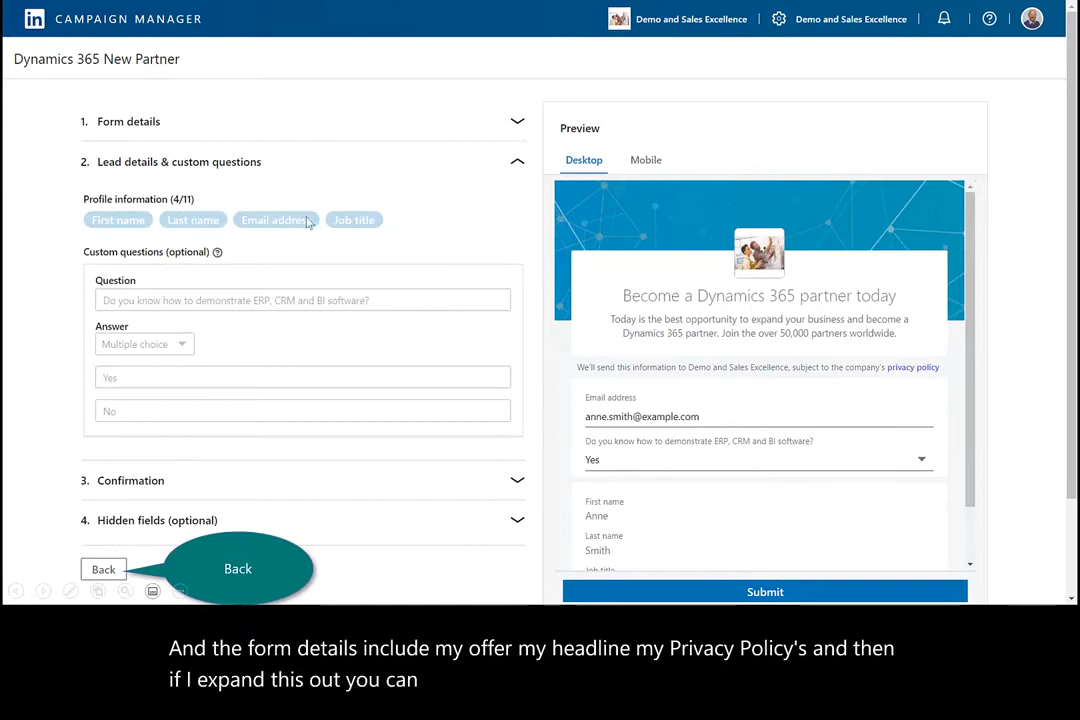 in CAMPAIGN MANAGER
Demo and Sales Excellence
Demo and Sales Excellence
Dynamics 365 New Partner
1. Form details
2. Lead details & custom questions
Profile information (4/11)
First name Last name Email address Job title
Custom questions (optional)
Question
Do you know how to demonstrate ERP, CRM and BI software?
Answer
Multiple choice
Yes
No
3. Confirmation
4. Hidden fields (optional)
Back
Back
Preview
Desktop Mobile
Become a Dynamics 365 partner today
Today is the best opportunity to expand your business and become a
Dynamics 365 partner. Join the over 50,000 partners worldwide.
We'll send this information to Demo and Sales Excellence, subject to the company's privacy policy
Email address
anne.smith@example.com
Do you know how to demonstrate ERP, CRM and BI software?
Yes
First name
Anne
Last name
Smith
Job title
Submit
And the form details include my offer my headline my Privacy Policy's and then
if I expand this out you can